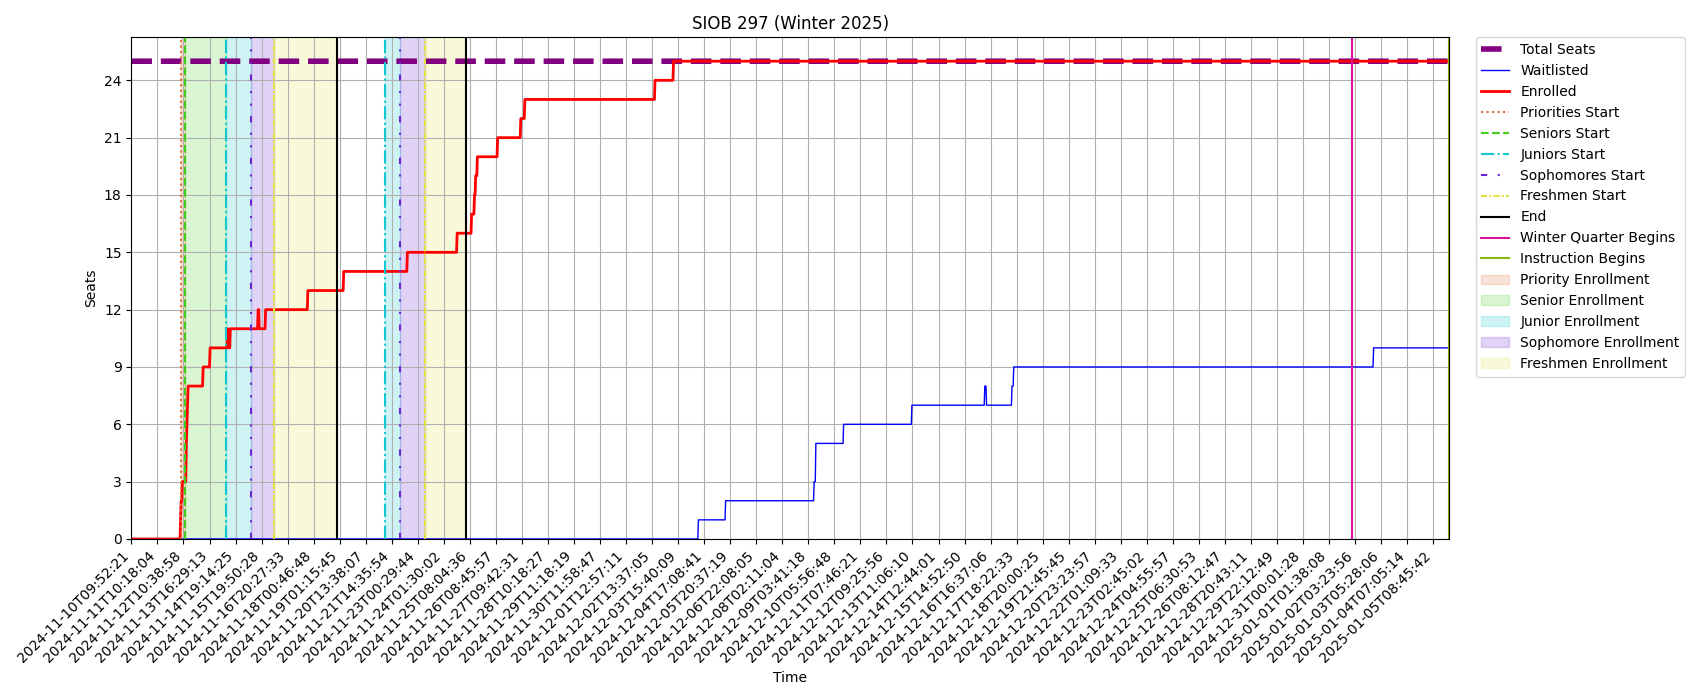 SIOB 297 (Winter 2025)
Seats
24
21
18
15
12
9
6
3
0
2024-11-10T09:52:21
2024-11-11T10:18:04
2024-11-12T10:38:58
2024-11-13T16:29:13
2024-11-14T19:14:25
2024-11-15T19:50:28
2024-11-16T20:27:33
2024-11-18T00:46:48
2024-11-19T01:15:45
2024-11-20T13:38:07
2024-11-21T14:35:54
2024-11-22T23:29:44
2024-11-24T01:30:02
2024-11-25T08:04:36
2024-11-26T08:45:57
2024-11-27T09:42:31
2024-11-28T10:18:27
2024-11-29T11:18:19
2024-11-30T11:58:47
2024-12-01T12:57:11
2024-12-02T13:37:05
2024-12-03T15:40:09
2024-12-04T17:08:41
2024-12-05T20:37:19
2024-12-06T22:08:05
2024-12-08T02:11:04
2024-12-09T03:41:18
2024-12-10T05:56:48
2024-12-11T07:46:21
2024-12-12T09:25:56
2024-12-13T11:06:10
2024-12-14T12:44:01
2024-12-15T14:52:50
2024-12-16T16:37:06
2024-12-17T18:22:33
2024-12-18T20:00:25
2024-12-19T21:45:45
2024-12-20T23:23:57
2024-12-22T01:09:33
2024-12-23T02:45:02
2024-12-24T04:55:57
2024-12-25T06:30:53
2024-12-26T08:12:47
2024-12-28T20:43:11
2024-12-29T22:12:49
2024-12-31T00:01:28
2025-01-01T01:38:08
2025-01-02T03:23:56
2025-01-03T05:28:06
2025-01-04T07:05:14
2025-01-05T08:45:42
Time
Total Seats
Waitlisted
Enrolled
Priorities Start
Seniors Start
Juniors Start
Sophomores Start
Freshmen Start
End
Winter Quarter Begins
Instruction Begins
Priority Enrollment
Senior Enrollment
Junior Enrollment
Sophomore Enrollment
Freshmen Enrollment